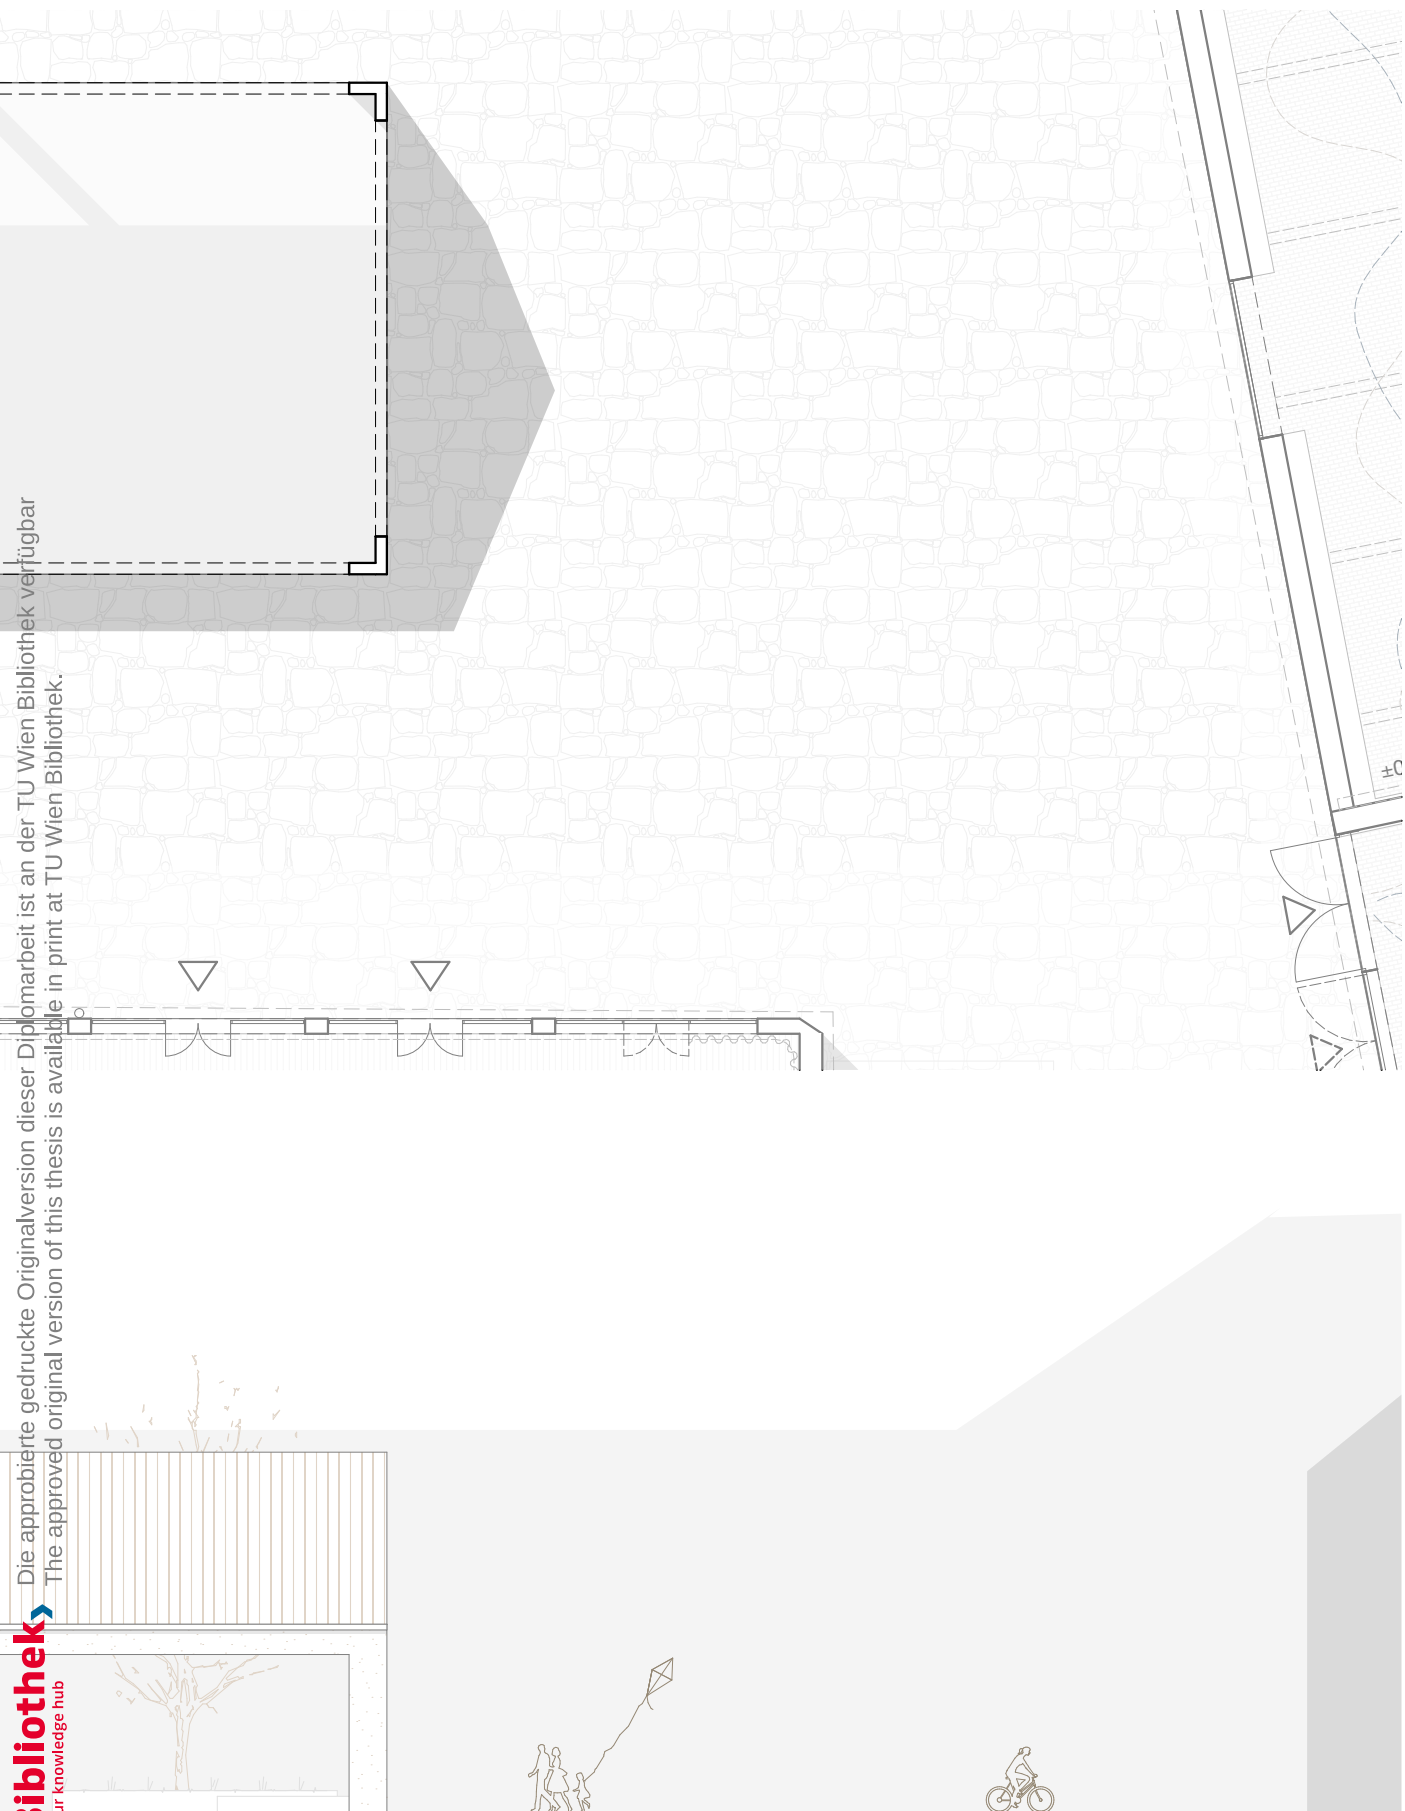 Die approbierte gedruckte Originalversion dieser Diplomarbeit ist an der TU Wien Bibliothek verfügbar
The approved original version of this thesis is available in print at TU Wien Bibliothek.
Bibliothek
knowledge hub
±0